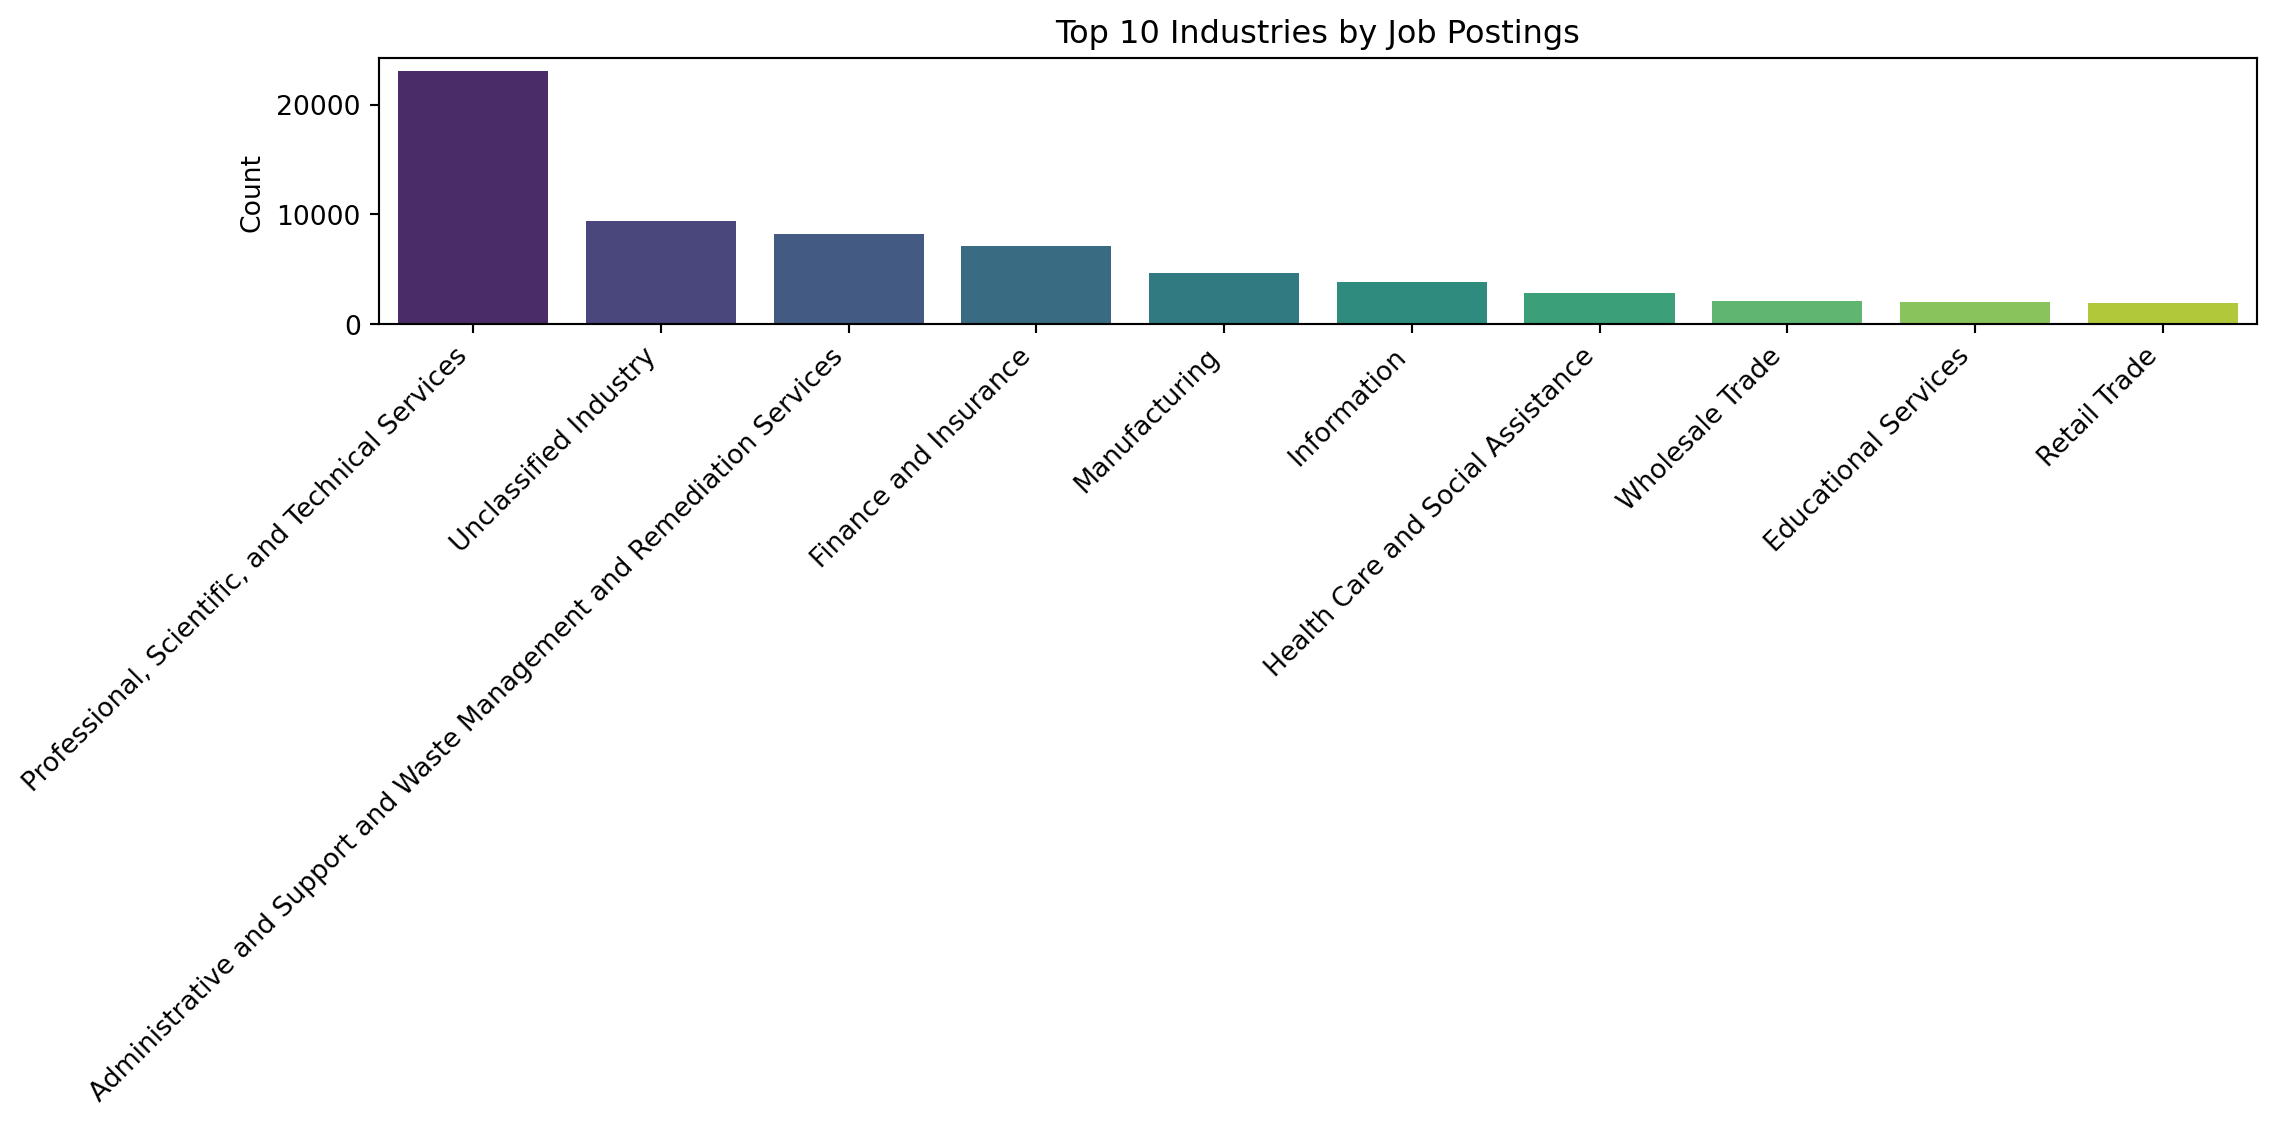 Top 10 Industries by Job Postings
Count
20000
10000
0
Professional, Scientific, and Technical Services
Unclassified Industry
Administrative and Support and Waste Management and Remediation Services
Finance and Insurance
Manufacturing
Information
Health Care and Social Assistance
Wholesale Trade
Educational Services
Retail Trade